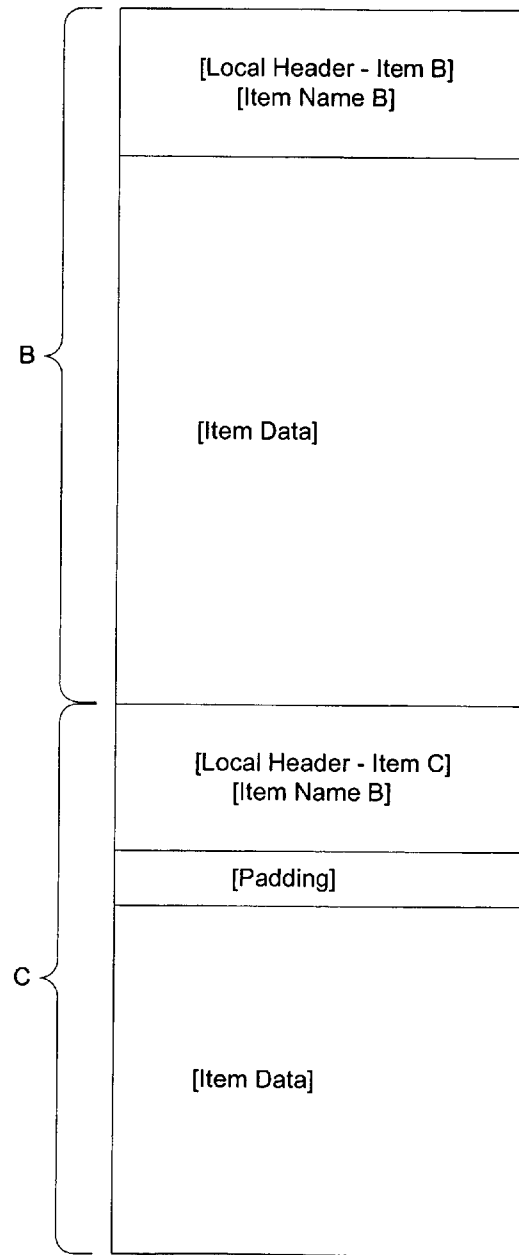 [Local Header - Item B]
[Item Name B]
B
[Item Data]
[Local Header - Item C]
[Item Name B]
[Padding]
C
[Item Data]